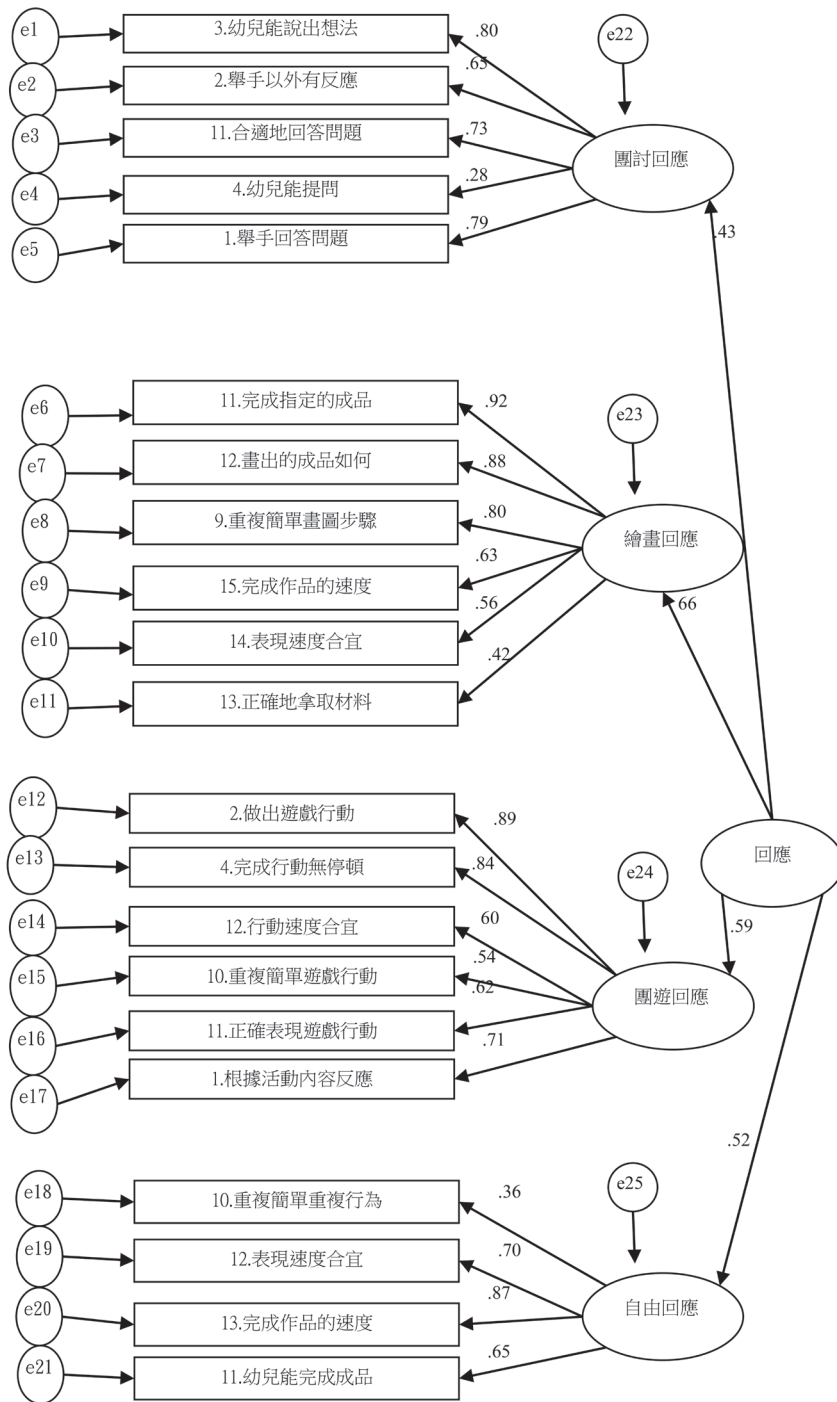 e1
3.幼兒能說出想法
.80
e22
e2
2.舉手以外有反應
.65
e3
11.合適地回答問題
.73
團討回應
e4
4.幼兒能提問
.28
e5
1.舉手回答問題
.79
.43
e6
11.完成指定的成品
.92
e23
e7
12.畫出的成品如何
.88
e8
9.重複簡單畫圖步驟
.80
繪畫回應
e9
15.完成作品的速度
.63
e10
14.表現速度合宜
.56
66
e11
13.正確地拿取材料
.42
e12
2.做出遊戲行動
.89
e13
4.完成行動無停頓
.84
e24
回應
e14
12.行動速度合宜
60
.59
e15
10.重複簡單遊戲行動
.54
團遊回應
e16
11.正確表現遊戲行動
.62
e17
1.根據活動內容反應
.71
.52
e18
10.重複簡單重複行為
.36
e25
e19
12.表現速度合宜
.70
e20
13.完成作品的速度
.87
自由回應
e21
11.幼兒能完成成品
.65